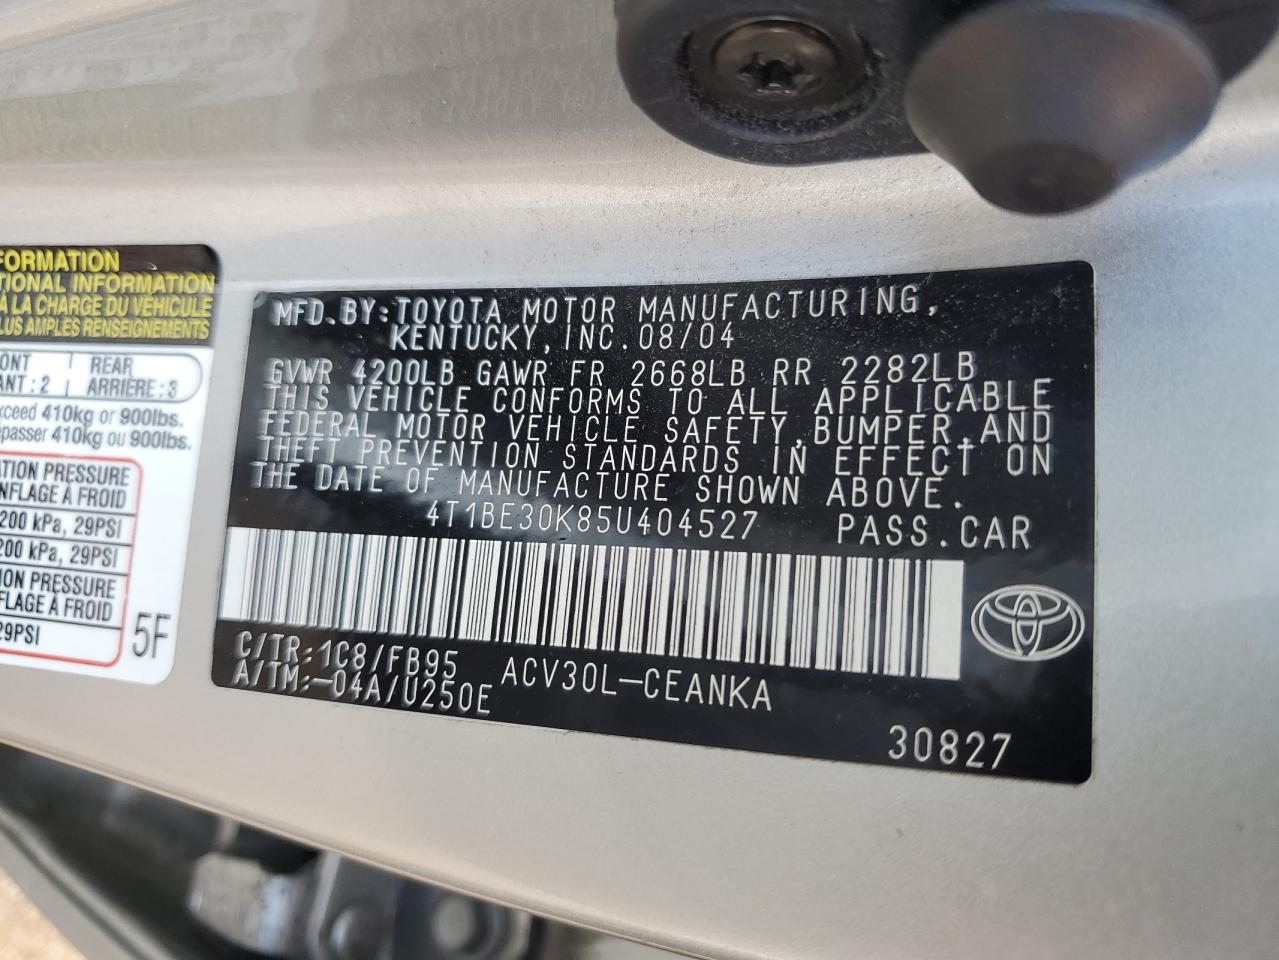 FORMATION
TIONAL INFORMATION
À LA CHARGE DU VÉHICULE
LUS AMPLES RENSEIGNEMENTS
ONT REAR
ANT : 2 ARRIÈRE : 3
xceed 410kg or 900lbs.
épasser 410kg ou 900lbs.
ATION PRESSURE
NFLAGE À FROID
200 kPa, 29PSI
200 kPa, 29PSI
ION PRESSURE
FLAGE À FROID
29PSI
5F
MFD. BY: TOYOTA MOTOR MANUFACTURING,
KENTUCKY, INC. 08/04
GVWR 4200LB GAWR FR 2668LB RR 2282LB
THIS VEHICLE CONFORMS TO ALL APPLICABLE
FEDERAL MOTOR VEHICLE SAFETY, BUMPER, AND
THEFT PREVENTION STANDARDS IN EFFECT ON
THE DATE OF MANUFACTURE SHOWN ABOVE.
4T1BE30K85U404527 PASS. CAR
C/TR: 1C8/FB95 ACV30L-CEANKA
A/TM: -04A/U250E
30827